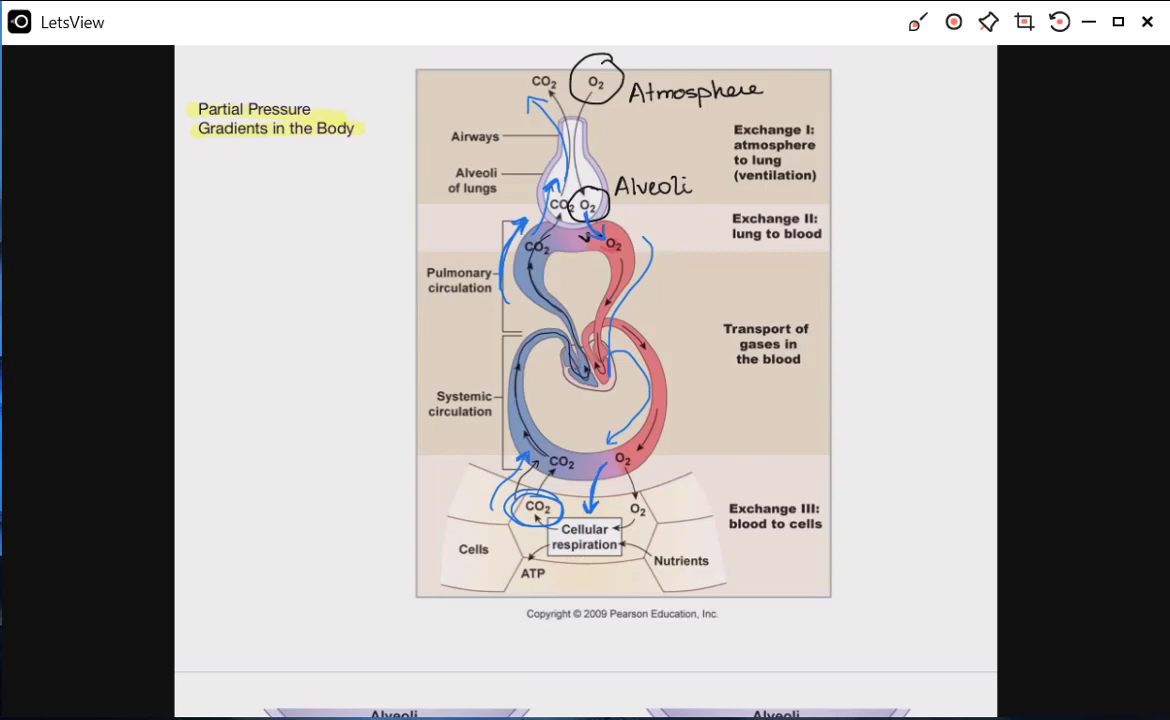 LetsView
Partial Pressure
Gradients in the Body
CO2
O2
Atmosphere
Airways
Exchange I:
atmosphere
to lung
(ventilation)
Alveoli
of lungs
Alveoli
CO2
O2
Exchange II:
lung to blood
CO2
O2
Pulmonary
circulation
Transport of
gases in
the blood
Systemic
circulation
CO2
O2
CO2
O2
Exchange III:
blood to cells
Cellular
respiration
Cells
Nutrients
ATP
Copyright © 2009 Pearson Education, Inc.
Alveoli
Alveoli